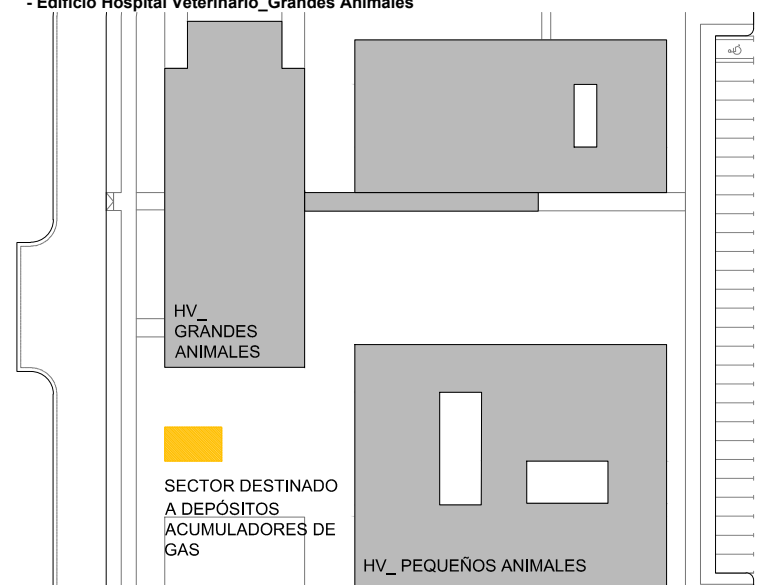 - Edificio Hospital Veterinario_Grandes Animales
HV_
GRANDES
ANIMALES
SECTOR DESTINADO
A DEPÓSITOS
ACUMULADORES DE
GAS
HV_ PEQUEÑOS ANIMALES